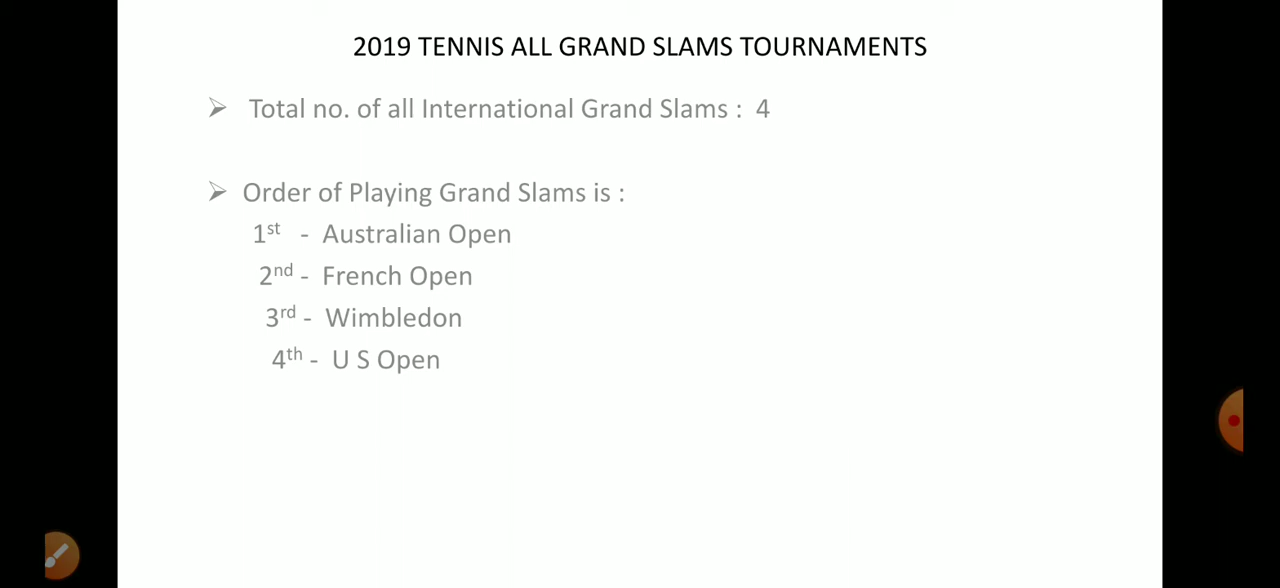 2019 TENNIS ALL GRAND SLAMS TOURNAMENTS
➢ Total no. of all International Grand Slams : 4
➢ Order of Playing Grand Slams is :
1st - Australian Open
2nd - French Open
3rd - Wimbledon
4th - U S Open